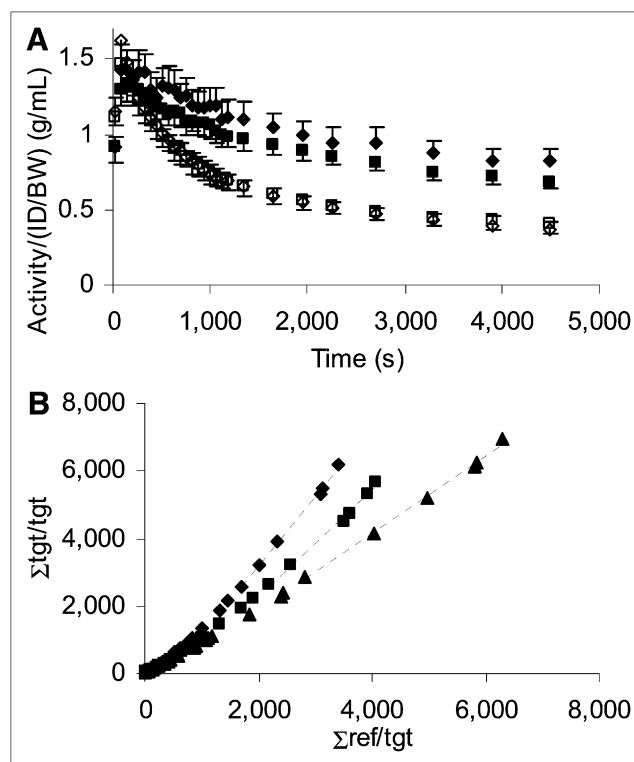 A
Activity/(ID/BW) (g/mL)
1.5
1
0.5
0
0 1,000 2,000 3,000 4,000 5,000
Time (s)
B
Σtgt/tgt
8,000
6,000
4,000
2,000
0
0 2,000 4,000 6,000 8,000
Σref/tgt